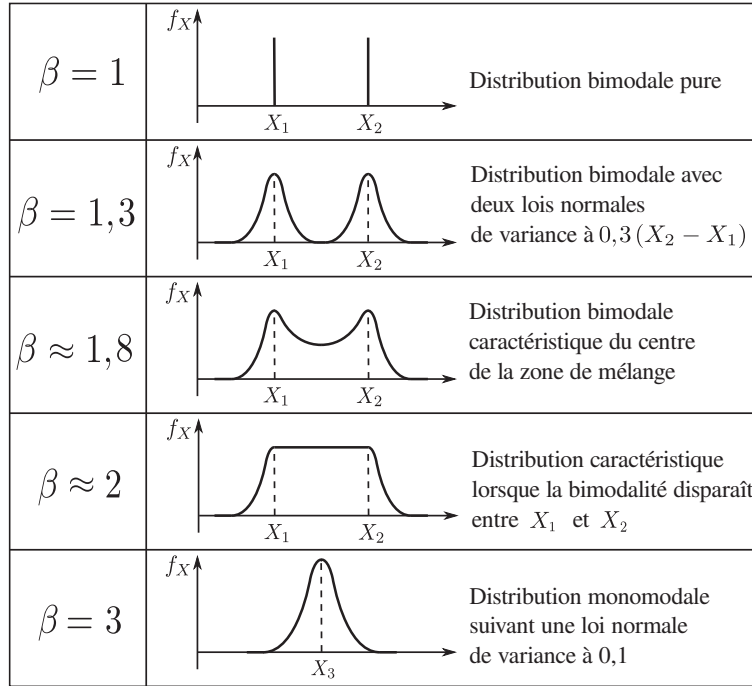 β = 1
f_X
X_1 X_2
Distribution bimodale pure
β = 1,3
f_X
X_1 X_2
Distribution bimodale avec
deux lois normales
de variance à 0,3 (X_2 − X_1)
β ≈ 1,8
f_X
X_1 X_2
Distribution bimodale
caractéristique du centre
de la zone de mélange
β ≈ 2
f_X
X_1 X_2
Distribution caractéristique
lorsque la bimodalité disparaît
entre X_1 et X_2
β = 3
f_X
X_3
Distribution monomodale
suivant une loi normale
de variance à 0,1